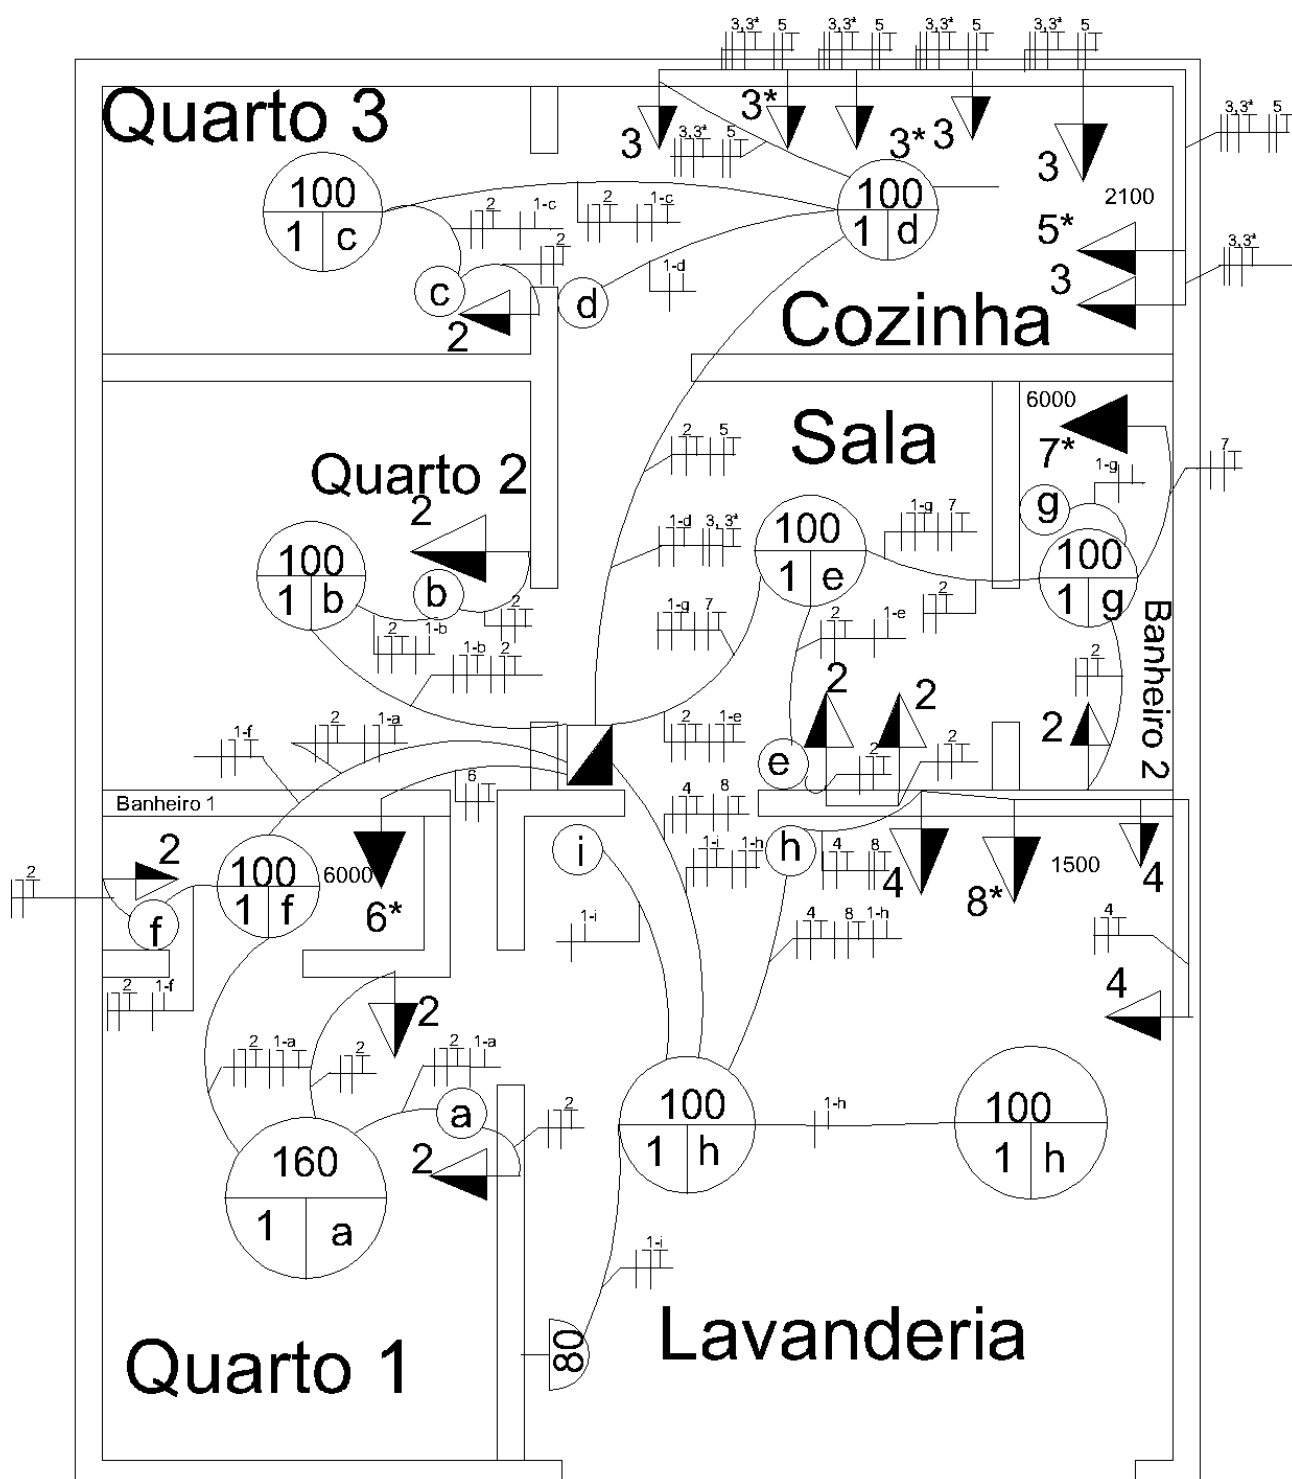 3,3* 5 3,3* 5 3,3* 5 3,3* 5
Quarto 3
3 3* 3* 3 3
3,3* 5
3,3* 5
100
1 c
2 1-c
2 1-c
2
100
1 d
2100
5*
3
3,3*
c
2
d
1-d
Cozinha
Sala
6000
7*
7
1-g
g
Quarto 2
2
2 5
1-d 3,3*
100
1 b
b
2
2 1-b
1-b 2
100
1 e
1-g 7
2
100
1 g
1-g 7
2 1-e
2
Banheiro 2
2 2 2
1-f
2 1-a
2 1-e
e
2
2
6
Banheiro 1
4 8
1-i 1-h
i
h
4 8
4
8*
1500
4
2
2
100
1 f
6000
6*
f
2 1-f
1-i
4 8 1-h
4
4
2
2 1-a
2
2 1-a
a
2
2
160
1 a
100
1 h
1-h
100
1 h
1-i
80
Lavanderia
Quarto 1